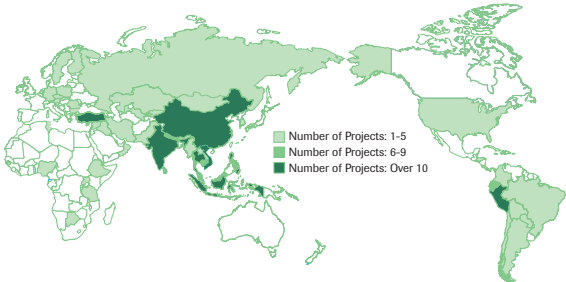 Number of Projects: 1-5
Number of Projects: 6-9
Number of Projects: Over 10